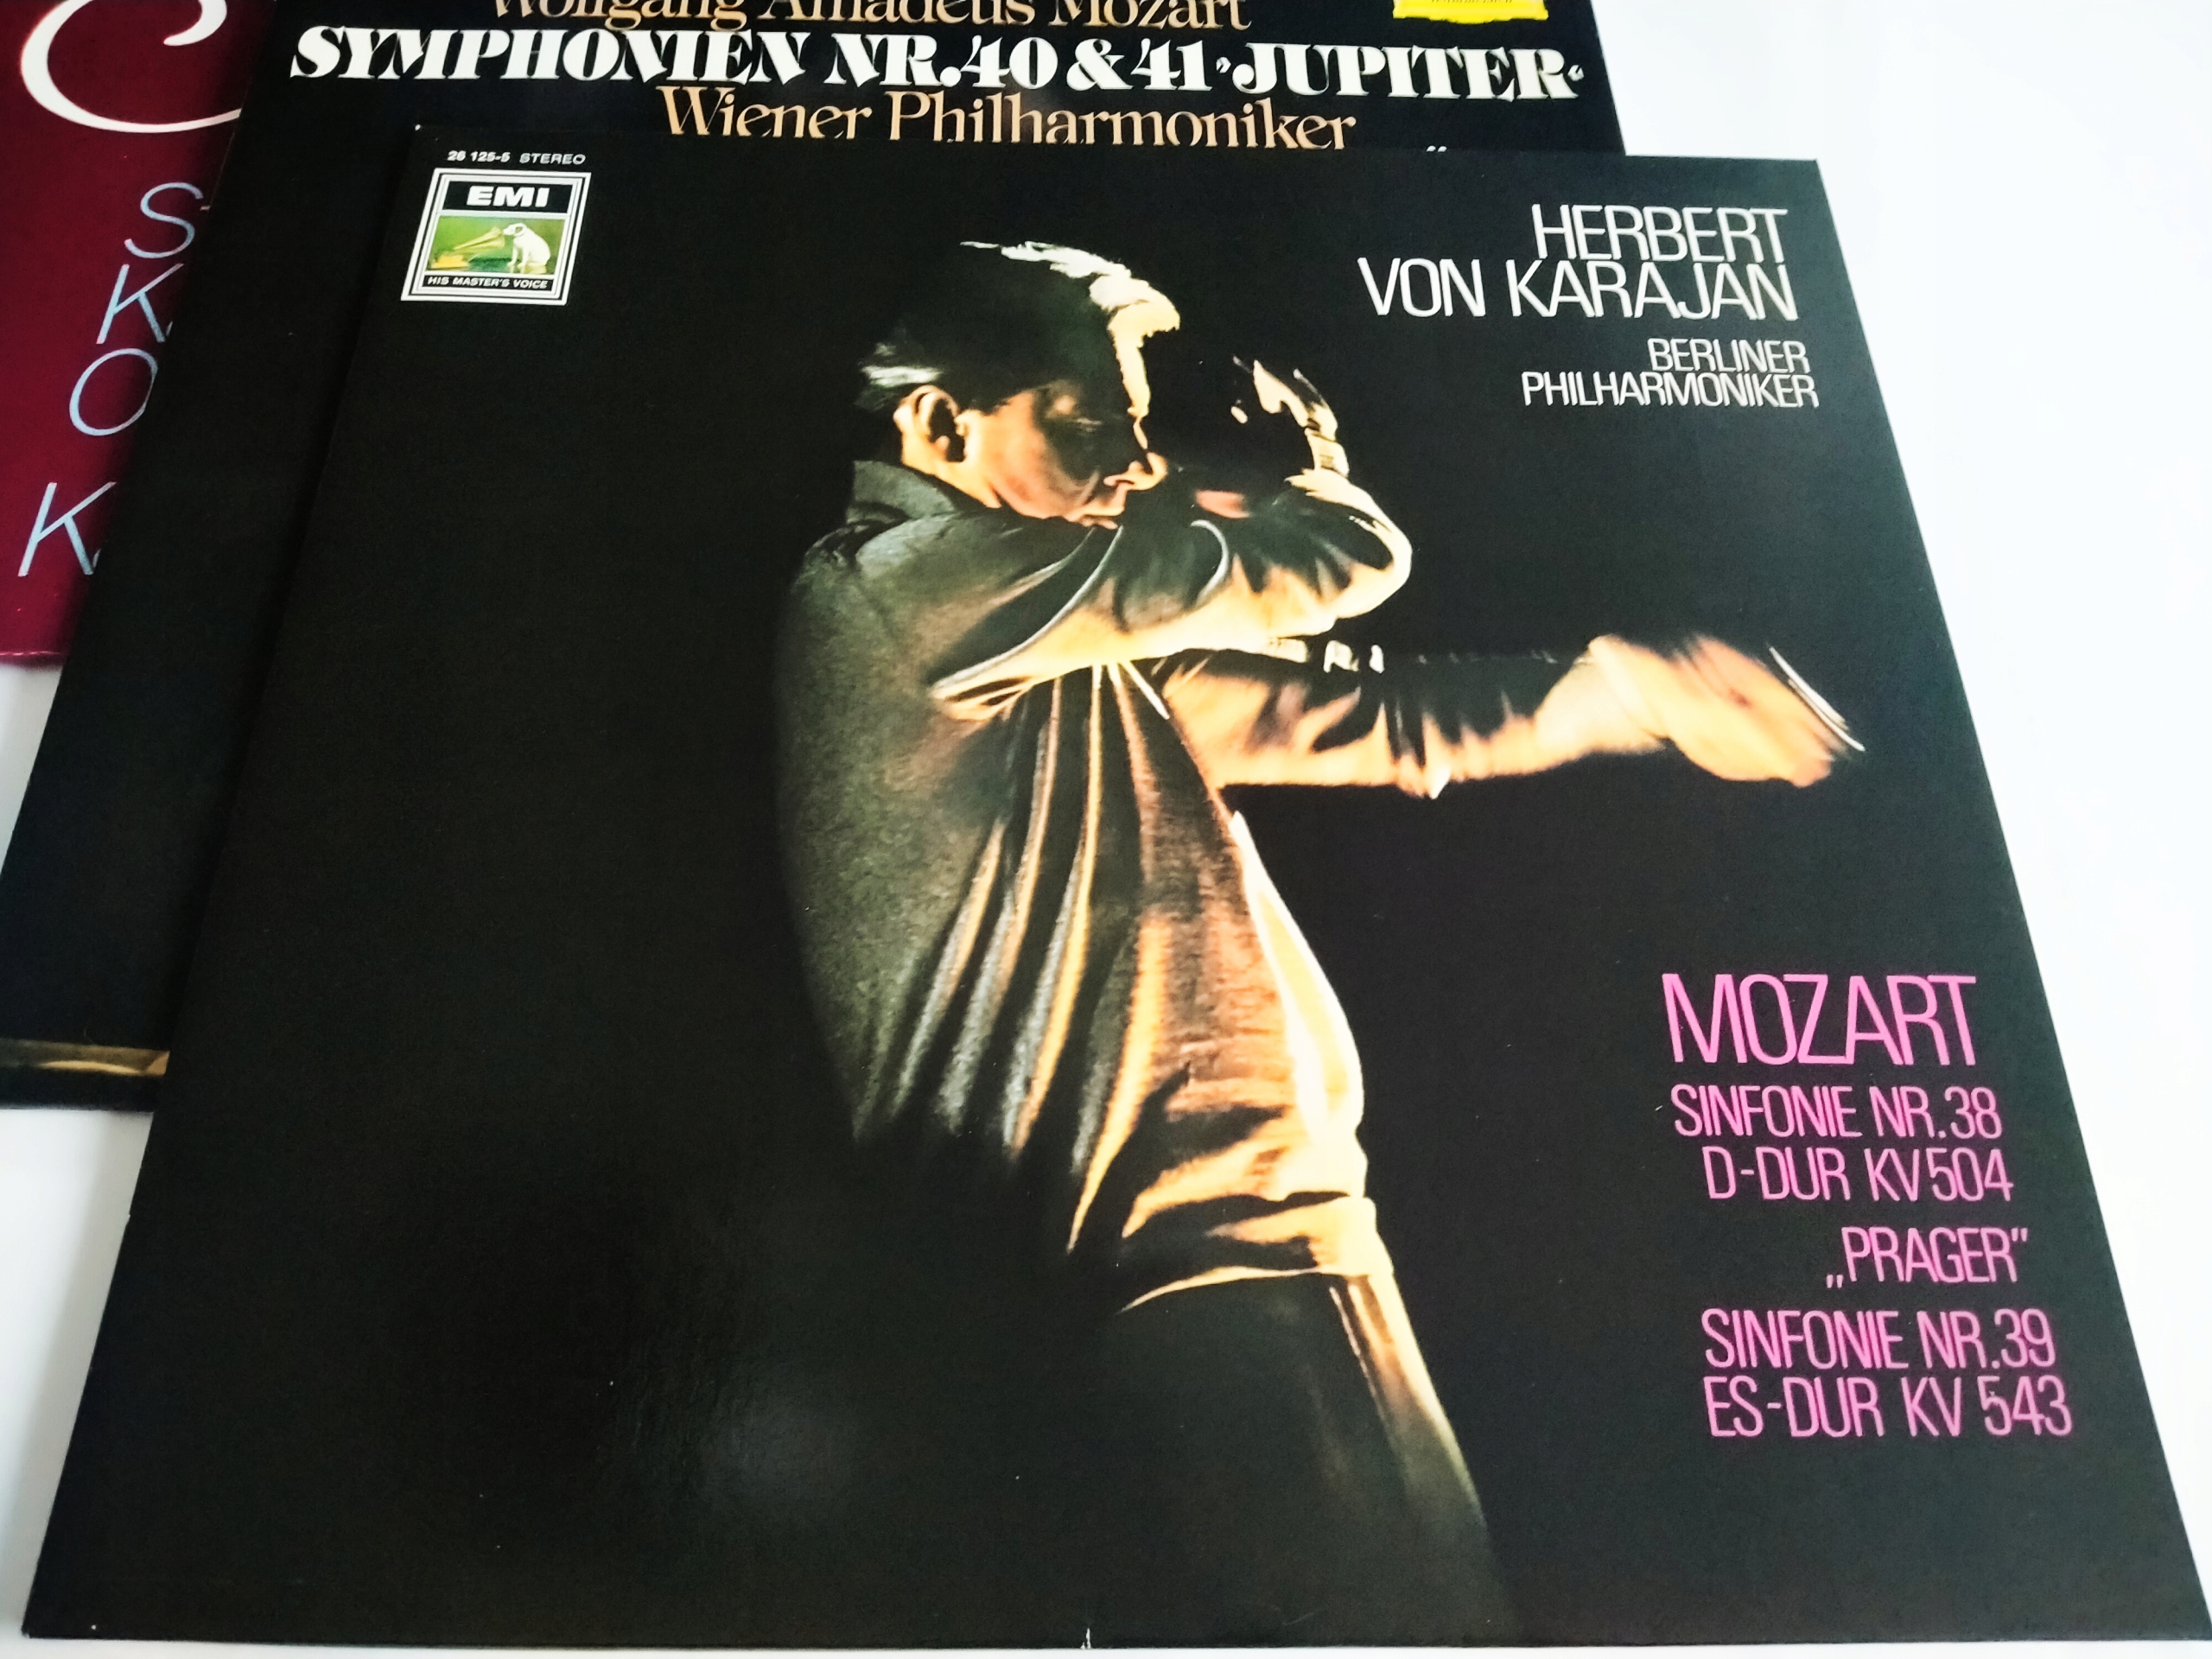 C
S
K
O
K
Wolfgang Amadeus Mozart
SYMPHONIEN NR.40 & 41 »JUPITER«
Wiener Philharmoniker
26 125-5 STEREO
EMI
HIS MASTER'S VOICE
HERBERT
VON KARAJAN
BERLINER
PHILHARMONIKER
MOZART
SINFONIE NR.38
D-DUR KV504
„PRAGER”
SINFONIE NR.39
ES-DUR KV 543